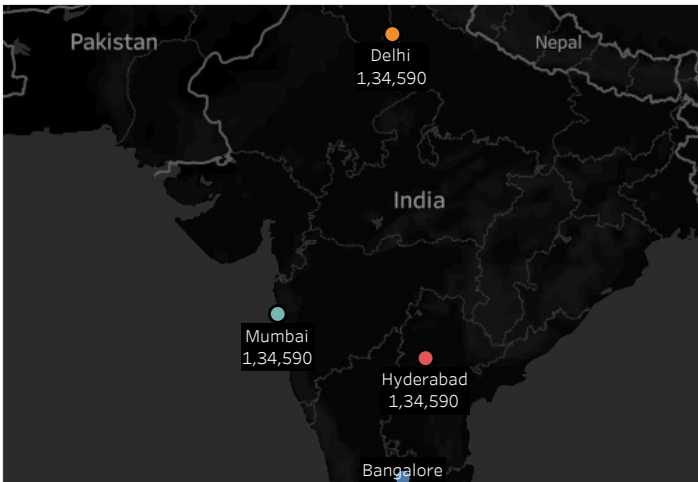 Pakistan
Nepal
Delhi
1,34,590
India
Mumbai
1,34,590
Hyderabad
1,34,590
Bangalore